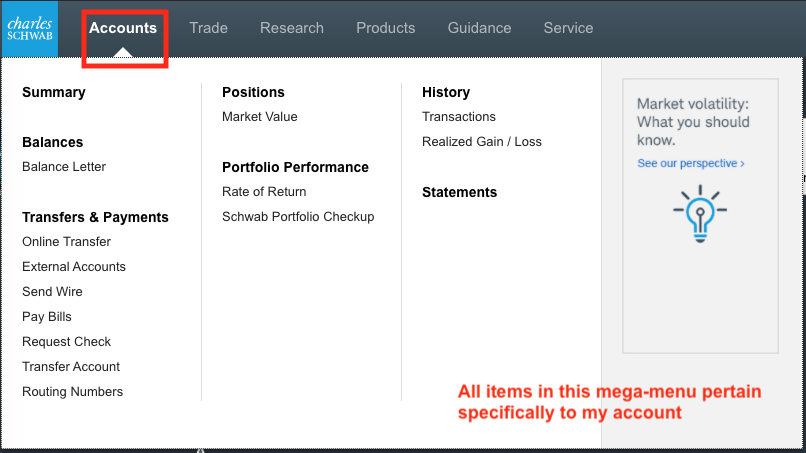 charles
SCHWAB
Accounts
Trade
Research
Products
Guidance
Service
Summary
Balances
Balance Letter
Transfers & Payments
Online Transfer
External Accounts
Send Wire
Pay Bills
Request Check
Transfer Account
Routing Numbers
Positions
Market Value
Portfolio Performance
Rate of Return
Schwab Portfolio Checkup
History
Transactions
Realized Gain / Loss
Statements
Market volatility:
What you should
know.
See our perspective ›
All items in this mega-menu pertain
specifically to my account